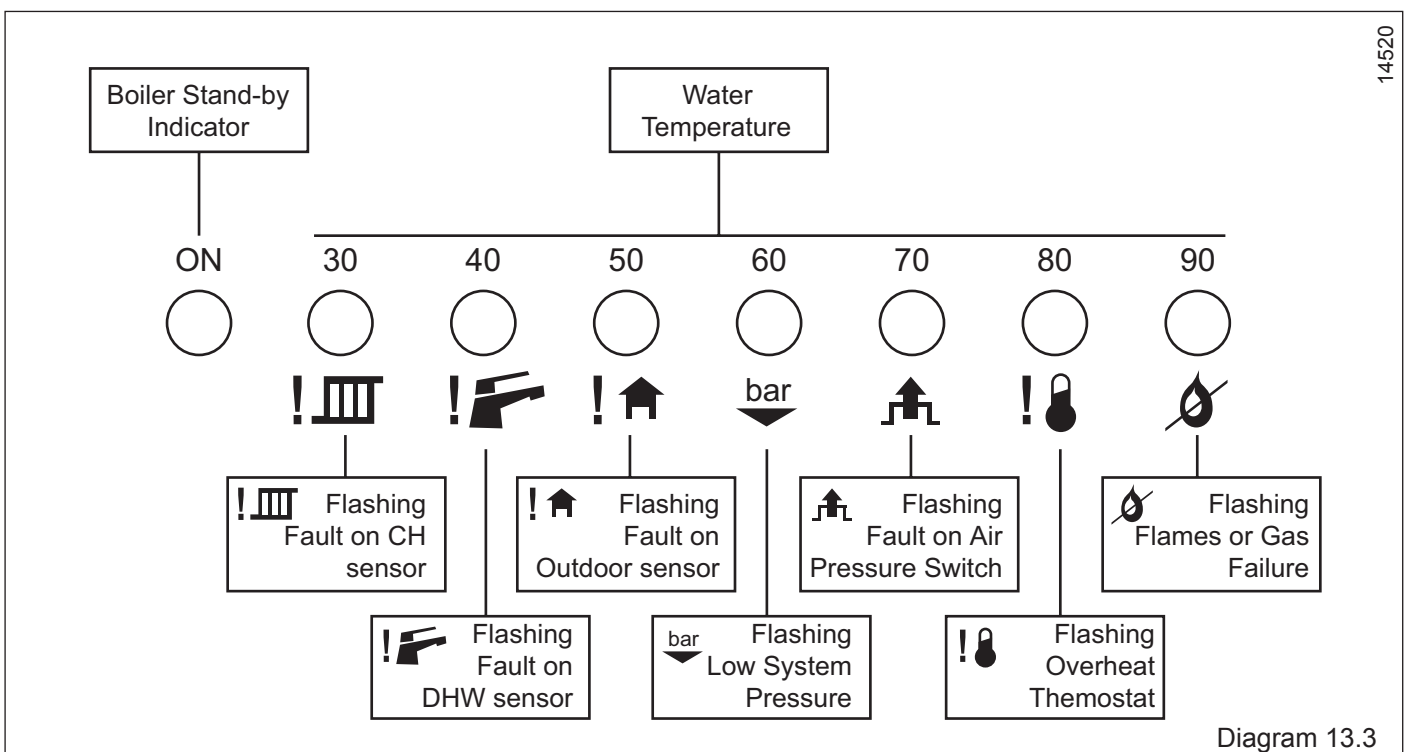 14520
Boiler Stand-by
Indicator
Water
Temperature
ON 30 40 50 60 70 80 90
! ! ! bar !
! Flashing
Fault on CH
sensor
! Flashing
Fault on
Outdoor sensor
Flashing
Fault on Air
Pressure Switch
Flashing
Flames or Gas
Failure
! Flashing
Fault on
DHW sensor
bar Flashing
Low System
Pressure
! Flashing
Overheat
Themostat
Diagram 13.3